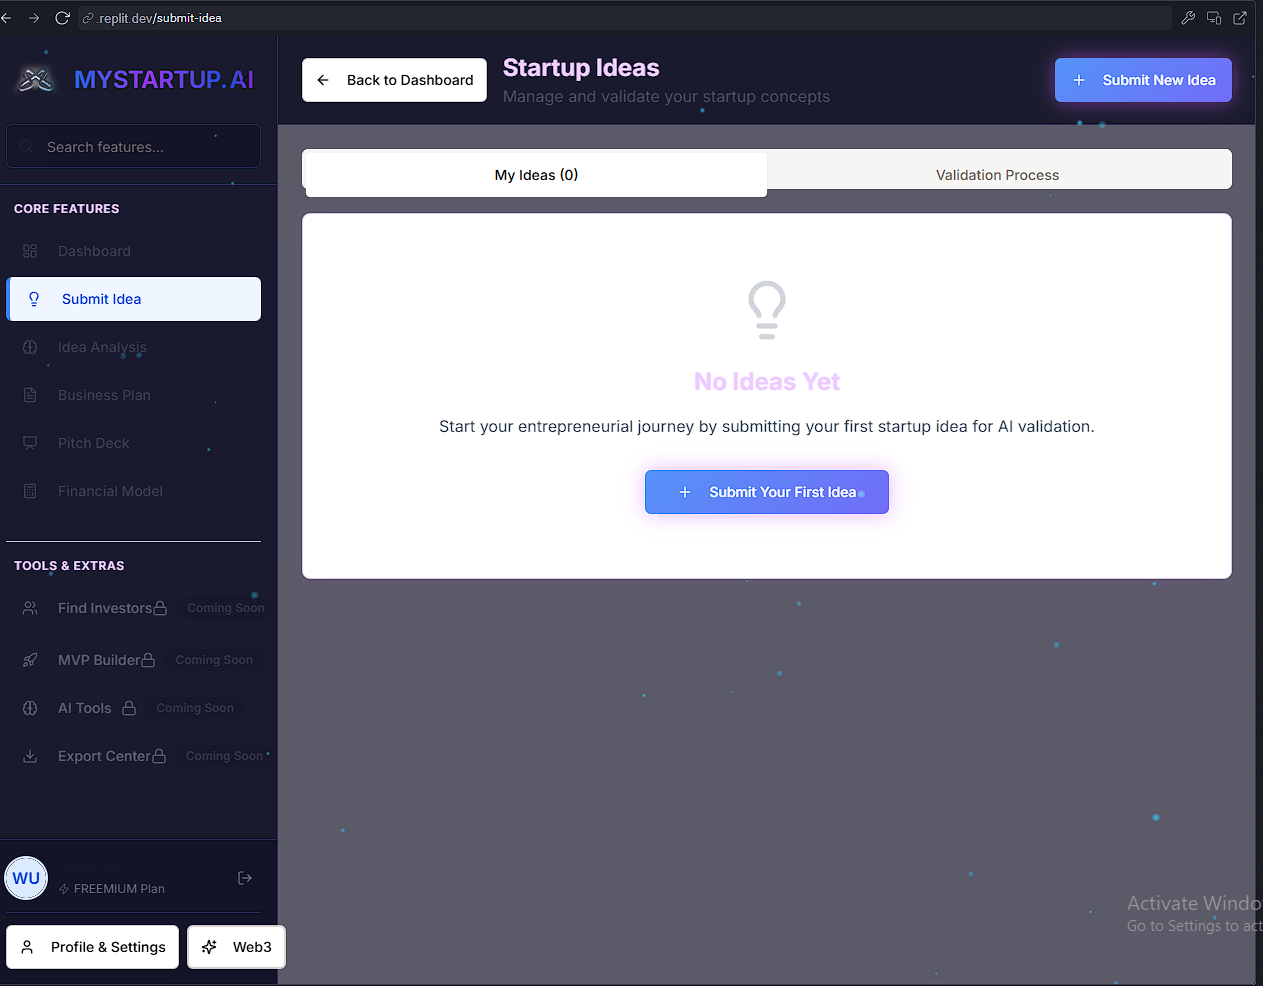 .replit.dev/submit-idea
MYSTARTUP.AI
Search features...
CORE FEATURES
Dashboard
Submit Idea
Idea Analysis
Business Plan
Pitch Deck
Financial Model
TOOLS & EXTRAS
Find Investors Coming Soon
MVP Builder Coming Soon
AI Tools Coming Soon
Export Center Coming Soon
WU
FREEMIUM Plan
Profile & Settings
Web3
Back to Dashboard
Startup Ideas
Manage and validate your startup concepts
Submit New Idea
My Ideas (0)
Validation Process
No Ideas Yet
Start your entrepreneurial journey by submitting your first startup idea for AI validation.
Submit Your First Idea
Activate Windo
Go to Settings to act